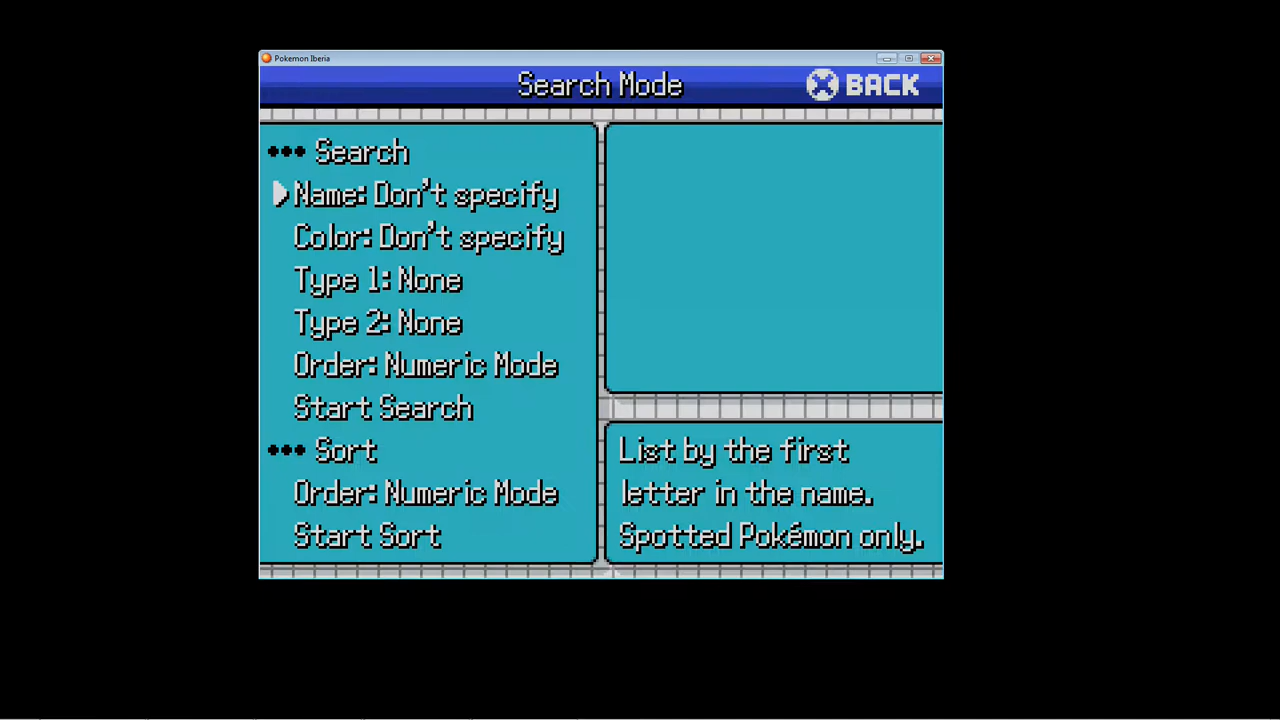 Pokemon Iberia
Search Mode
BACK
••• Search
Name: Don't specify
Color: Don't specify
Type 1: None
Type 2: None
Order: Numeric Mode
Start Search
••• Sort
Order: Numeric Mode
Start Sort
List by the first
letter in the name.
Spotted Pokémon only.